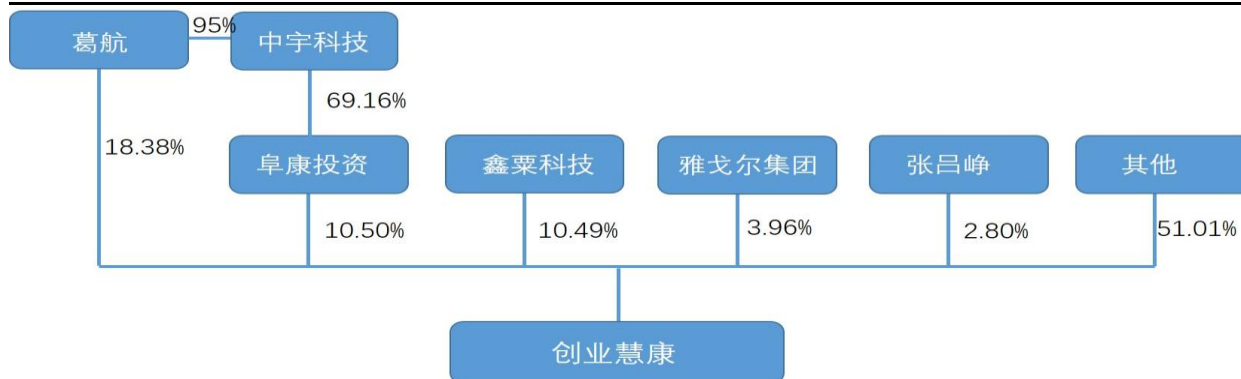 葛航
95%
中宇科技
69.16%
18.38%
阜康投资
鑫粟科技
雅戈尔集团
张吕峥
其他
10.50%
10.49%
3.96%
2.80%
51.01%
创业慧康